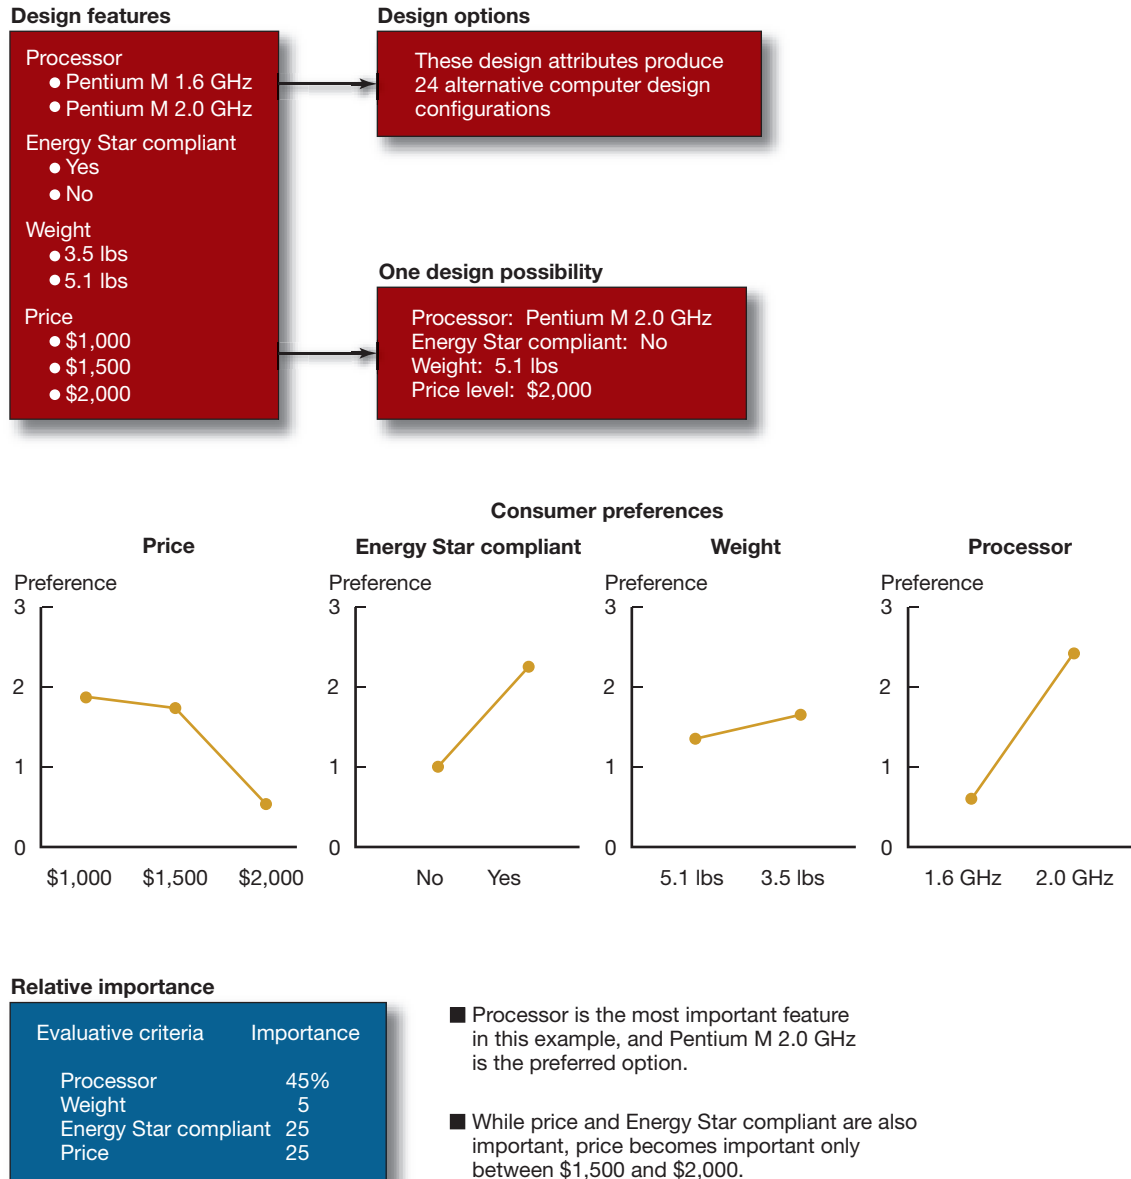 Design features
Processor
● Pentium M 1.6 GHz
● Pentium M 2.0 GHz
Energy Star compliant
● Yes
● No
Weight
● 3.5 lbs
● 5.1 lbs
Price
● $1,000
● $1,500
● $2,000
Design options
These design attributes produce
24 alternative computer design
configurations
One design possibility
Processor: Pentium M 2.0 GHz
Energy Star compliant: No
Weight: 5.1 lbs
Price level: $2,000
Consumer preferences
Price
Preference
3
2
1
0
$1,000 $1,500 $2,000
Energy Star compliant
Preference
3
2
1
0
No Yes
Weight
Preference
3
2
1
0
5.1 lbs 3.5 lbs
Processor
Preference
3
2
1
0
1.6 GHz 2.0 GHz
Relative importance
Evaluative criteria Importance
Processor 45%
Weight 5
Energy Star compliant 25
Price 25
■ Processor is the most important feature
in this example, and Pentium M 2.0 GHz
is the preferred option.
■ While price and Energy Star compliant are also
important, price becomes important only
between $1,500 and $2,000.